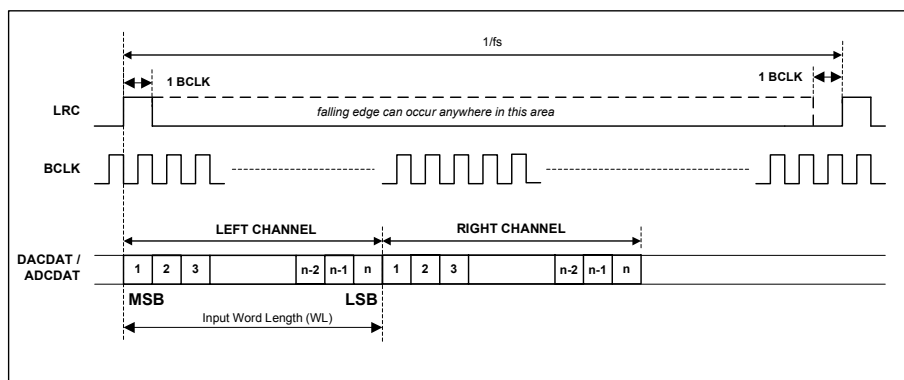 1/fs
1 BCLK
1 BCLK
LRC
falling edge can occur anywhere in this area
BCLK
LEFT CHANNEL
RIGHT CHANNEL
DACDAT /
ADCDAT
1 2 3 n-2 n-1 n 1 2 3 n-2 n-1 n
MSB LSB
Input Word Length (WL)